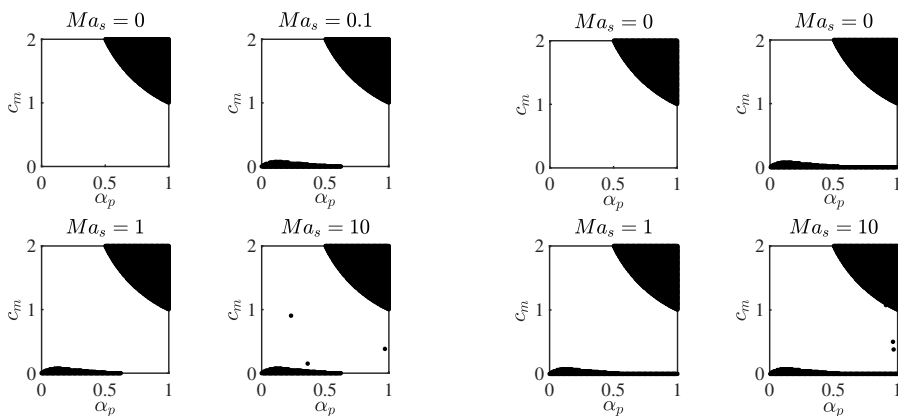 Ma_s = 0
Ma_s = 0.1
Ma_s = 0
Ma_s = 0
2
1
0
c_m
0 0.5 1
α_p
2
1
0
c_m
0 0.5 1
α_p
2
1
0
c_m
0 0.5 1
α_p
2
1
0
c_m
0 0.5 1
α_p
Ma_s = 1
Ma_s = 10
Ma_s = 1
Ma_s = 10
2
1
0
c_m
0 0.5 1
α_p
2
1
0
c_m
0 0.5 1
α_p
2
1
0
c_m
0 0.5 1
α_p
2
1
0
c_m
0 0.5 1
α_p